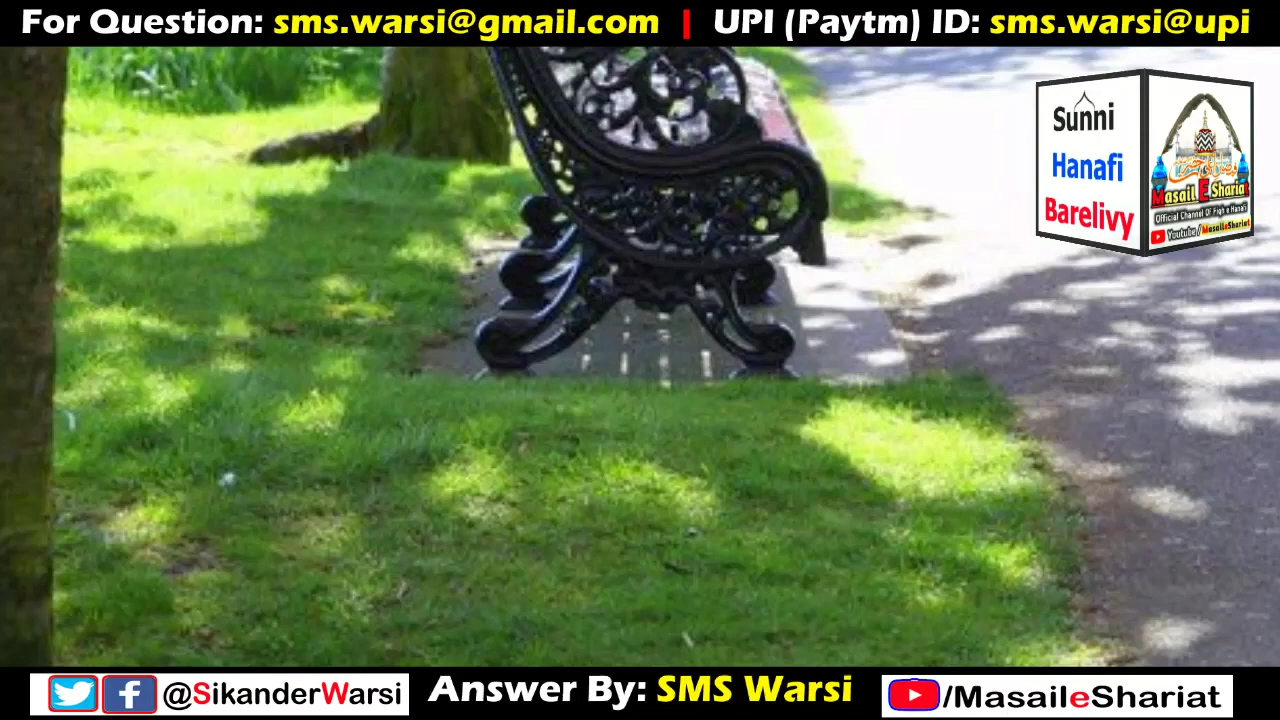 For Question: sms.warsi@gmail.com | UPI (Paytm) ID: sms.warsi@upi
Sunni
Hanafi
Barelivy
Masail E Shariat
Official Channel Of Fiqh e Hanafi
Youtube/MasaileShariat
@SikanderWarsi
Answer By: SMS Warsi
/MasaileShariat